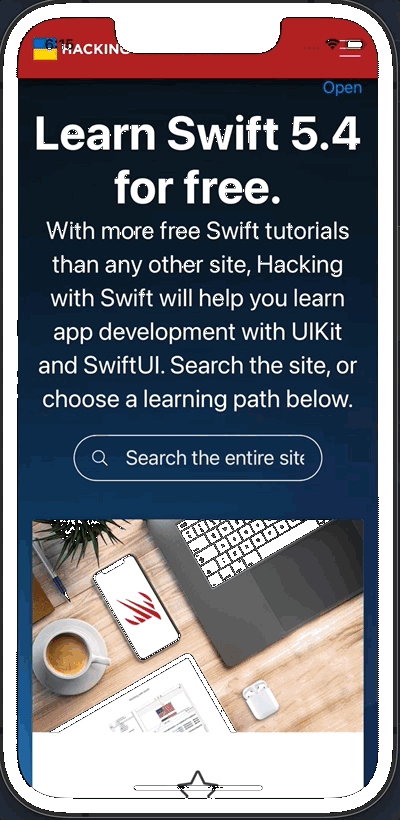 6:15
HACKING
Open
Learn Swift 5.4
for free.
With more free Swift tutorials
than any other site, Hacking
with Swift will help you learn
app development with UIKit
and SwiftUI. Search the site, or
choose a learning path below.
Search the entire site